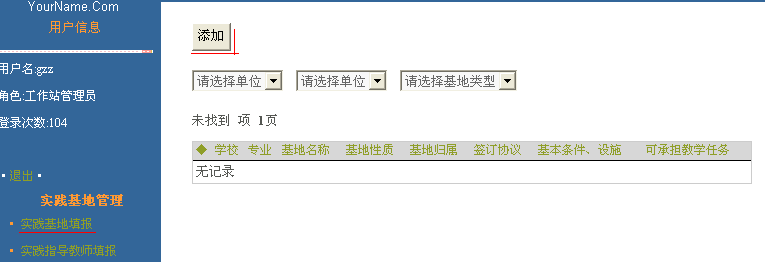 YourName.Com
用户信息
用户名:gzz
角色:工作站管理员
登录次数:104
退出
实践基地管理
实践基地填报
实践指导教师填报
添加
请选择单位 请选择单位 请选择基地类型
未找到 项 1页
◆ 学校 专业 基地名称 基地性质 基地归属 签订协议 基本条件、设施 可承担教学任务
无记录